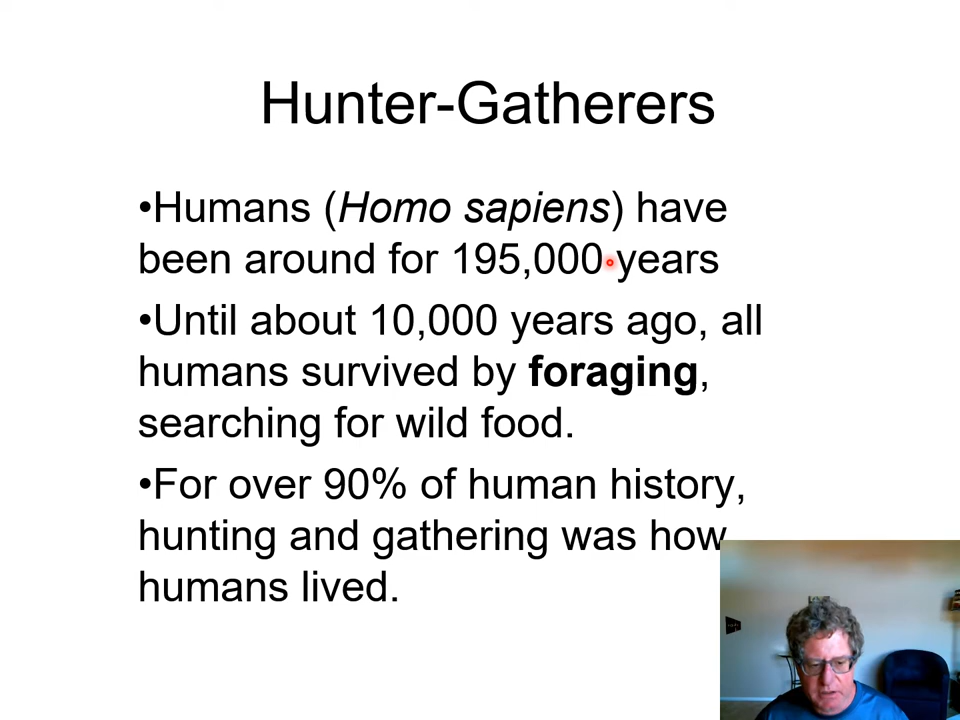 Hunter-Gatherers
•Humans (Homo sapiens) have
been around for 195,000 years
•Until about 10,000 years ago, all
humans survived by foraging,
searching for wild food.
•For over 90% of human history,
hunting and gathering was how
humans lived.